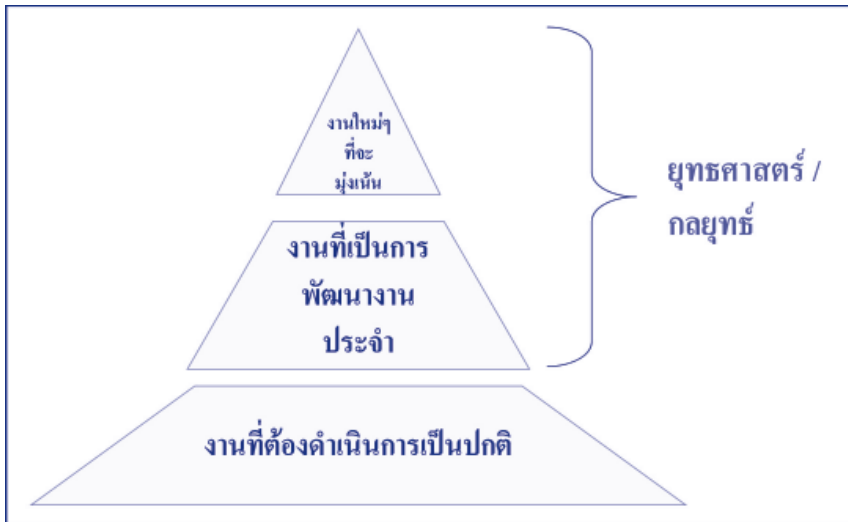 งานใหม่ๆ
ที่จะ
มุ่งเน้น
ยุทธศาสตร์ /
กลยุทธ์
งานที่เป็นการ
พัฒนางาน
ประจำ
งานที่ต้องดำเนินการเป็นปกติ